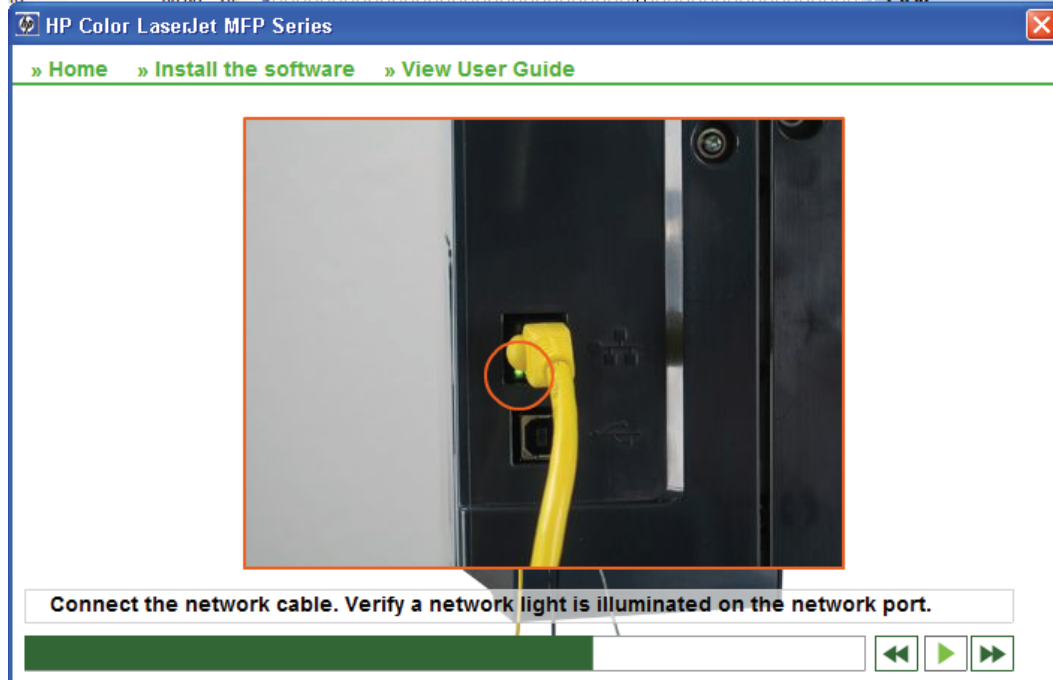 hp HP Color LaserJet MFP Series
» Home » Install the software » View User Guide
Connect the network cable. Verify a network light is illuminated on the network port.